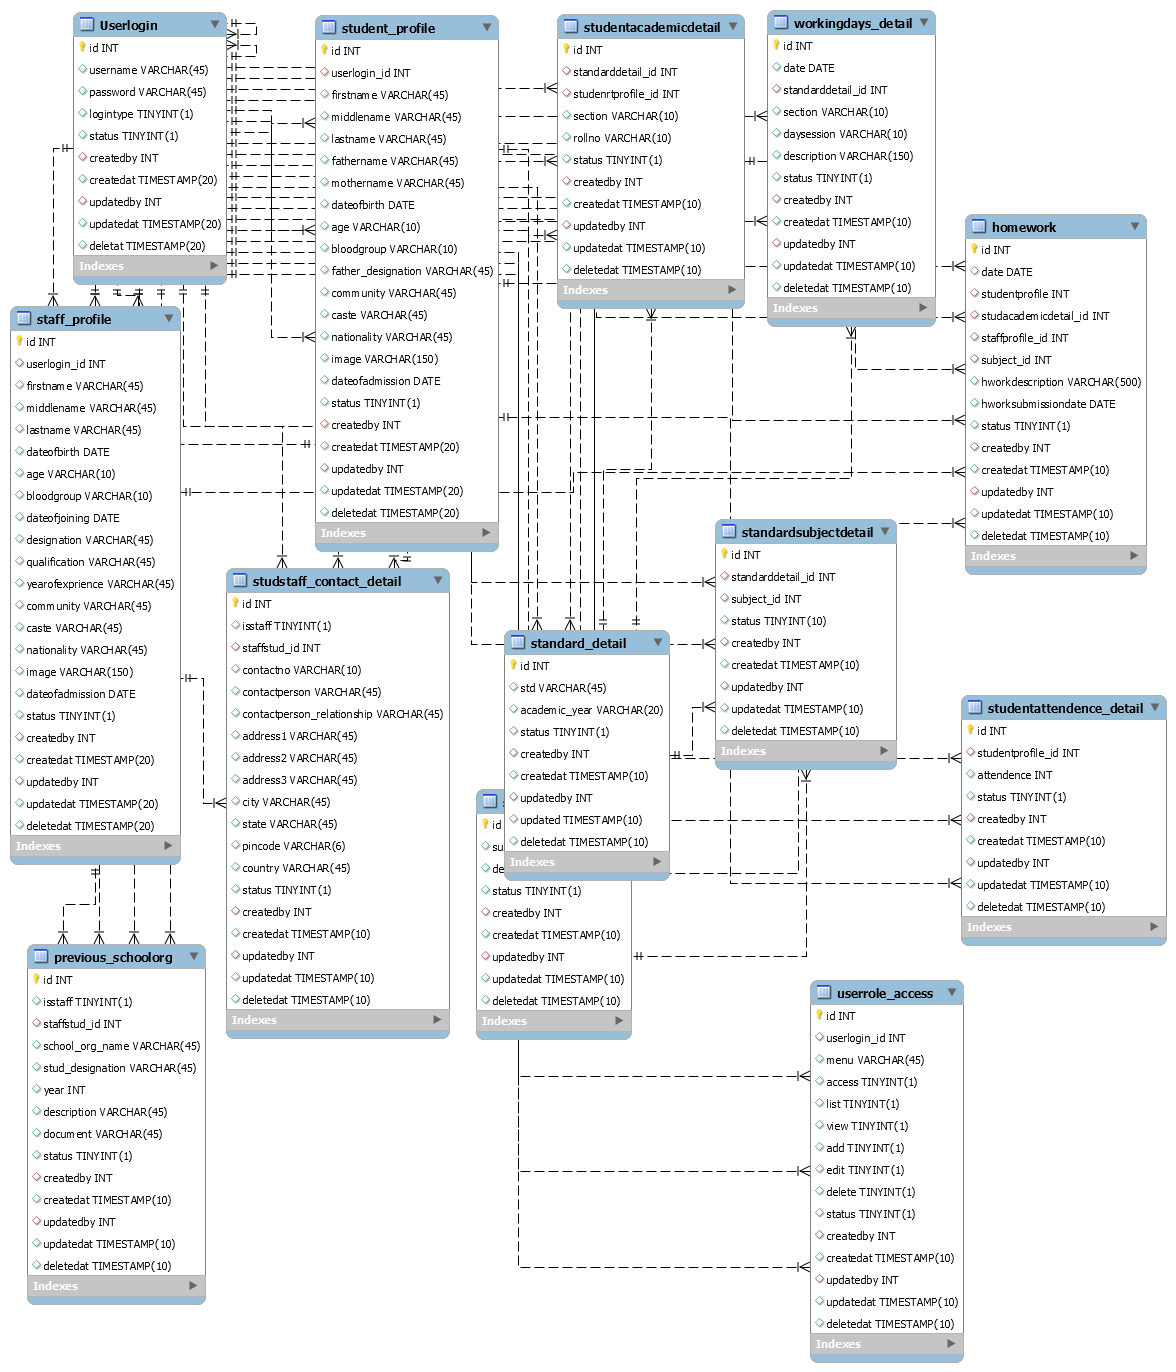 Userlogin
id INT
username VARCHAR(45)
password VARCHAR(45)
logintype TINYINT(1)
status TINYINT(1)
createdby INT
createdat TIMESTAMP(20)
updatedby INT
updatedat TIMESTAMP(20)
deletat TIMESTAMP(20)
Indexes
student_profile
id INT
userlogin_id INT
firstname VARCHAR(45)
middlename VARCHAR(45)
lastname VARCHAR(45)
fathername VARCHAR(45)
mothername VARCHAR(45)
dateofbirth DATE
age VARCHAR(10)
bloodgroup VARCHAR(10)
father_designation VARCHAR(45)
community VARCHAR(45)
caste VARCHAR(45)
nationality VARCHAR(45)
image VARCHAR(150)
dateofadmission DATE
status TINYINT(1)
createdby INT
createdat TIMESTAMP(20)
updatedby INT
updatedat TIMESTAMP(20)
deletedat TIMESTAMP(20)
Indexes
studentacademicdetail
id INT
standarddetail_id INT
studenrtprofile_id INT
section VARCHAR(10)
rollno VARCHAR(10)
status TINYINT(1)
createdby INT
createdat TIMESTAMP(10)
updatedby INT
updatedat TIMESTAMP(10)
deletedat TIMESTAMP(10)
Indexes
workingdays_detail
id INT
date DATE
standarddetail_id INT
section VARCHAR(10)
daysession VARCHAR(10)
description VARCHAR(150)
status TINYINT(1)
createdby INT
createdat TIMESTAMP(10)
updatedby INT
updatedat TIMESTAMP(10)
deletedat TIMESTAMP(10)
Indexes
homework
id INT
date DATE
studentprofile INT
studacademicdetail_id INT
staffprofile_id INT
subject_id INT
hworkdescription VARCHAR(500)
hworksubmissiondate DATE
status TINYINT(1)
createdby INT
createdat TIMESTAMP(10)
updatedby INT
updatedat TIMESTAMP(10)
deletedat TIMESTAMP(10)
Indexes
staff_profile
id INT
userlogin_id INT
firstname VARCHAR(45)
middlename VARCHAR(45)
lastname VARCHAR(45)
dateofbirth DATE
age VARCHAR(10)
bloodgroup VARCHAR(10)
dateofjoining DATE
designation VARCHAR(45)
qualification VARCHAR(45)
yearofexprience VARCHAR(45)
community VARCHAR(45)
caste VARCHAR(45)
nationality VARCHAR(45)
image VARCHAR(150)
dateofadmission DATE
status TINYINT(1)
createdby INT
createdat TIMESTAMP(20)
updatedby INT
updatedat TIMESTAMP(20)
deletedat TIMESTAMP(20)
Indexes
studstaff_contact_detail
id INT
isstaff TINYINT(1)
staffstud_id INT
contactno VARCHAR(10)
contactperson VARCHAR(45)
contactperson_relationship VARCHAR(45)
address1 VARCHAR(45)
address2 VARCHAR(45)
address3 VARCHAR(45)
city VARCHAR(45)
state VARCHAR(45)
pincode VARCHAR(6)
country VARCHAR(45)
status TINYINT(1)
createdby INT
createdat TIMESTAMP(10)
updatedby INT
updatedat TIMESTAMP(10)
deletedat TIMESTAMP(10)
Indexes
standardsubjectdetail
id INT
standarddetail_id INT
subject_id INT
status TINYINT(10)
createdby INT
createdat TIMESTAMP(10)
updatedby INT
updatedat TIMESTAMP(10)
deletedat TIMESTAMP(10)
Indexes
standard_detail
id INT
std VARCHAR(45)
academic_year VARCHAR(20)
status TINYINT(1)
createdby INT
createdat TIMESTAMP(10)
updatedby INT
updated TIMESTAMP(10)
deletedat TIMESTAMP(10)
Indexes
id
su
de
status TINYINT(1)
createdby INT
createdat TIMESTAMP(10)
updatedby INT
updatedat TIMESTAMP(10)
deletedat TIMESTAMP(10)
Indexes
studentattendence_detail
id INT
studentprofile_id INT
attendence INT
status TINYINT(1)
createdby INT
createdat TIMESTAMP(10)
updatedby INT
updatedat TIMESTAMP(10)
deletedat TIMESTAMP(10)
Indexes
previous_schoolorg
id INT
isstaff TINYINT(1)
staffstud_id INT
school_org_name VARCHAR(45)
stud_designation VARCHAR(45)
year INT
description VARCHAR(45)
document VARCHAR(45)
status TINYINT(1)
createdby INT
createdat TIMESTAMP(10)
updatedby INT
updatedat TIMESTAMP(10)
deletedat TIMESTAMP(10)
Indexes
userrole_access
id INT
userlogin_id INT
menu VARCHAR(45)
access TINYINT(1)
list TINYINT(1)
view TINYINT(1)
add TINYINT(1)
edit TINYINT(1)
delete TINYINT(1)
status TINYINT(1)
createdby INT
createdat TIMESTAMP(10)
updatedby INT
updatedat TIMESTAMP(10)
deletedat TIMESTAMP(10)
Indexes